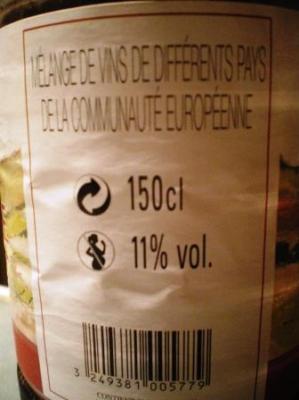 MÉLANGE DE VINS DE DIFFÉRENTS PAYS
DE LA COMMUNAUTÉ EUROPÉENNE
150cl
11% vol.
3 249381 005779